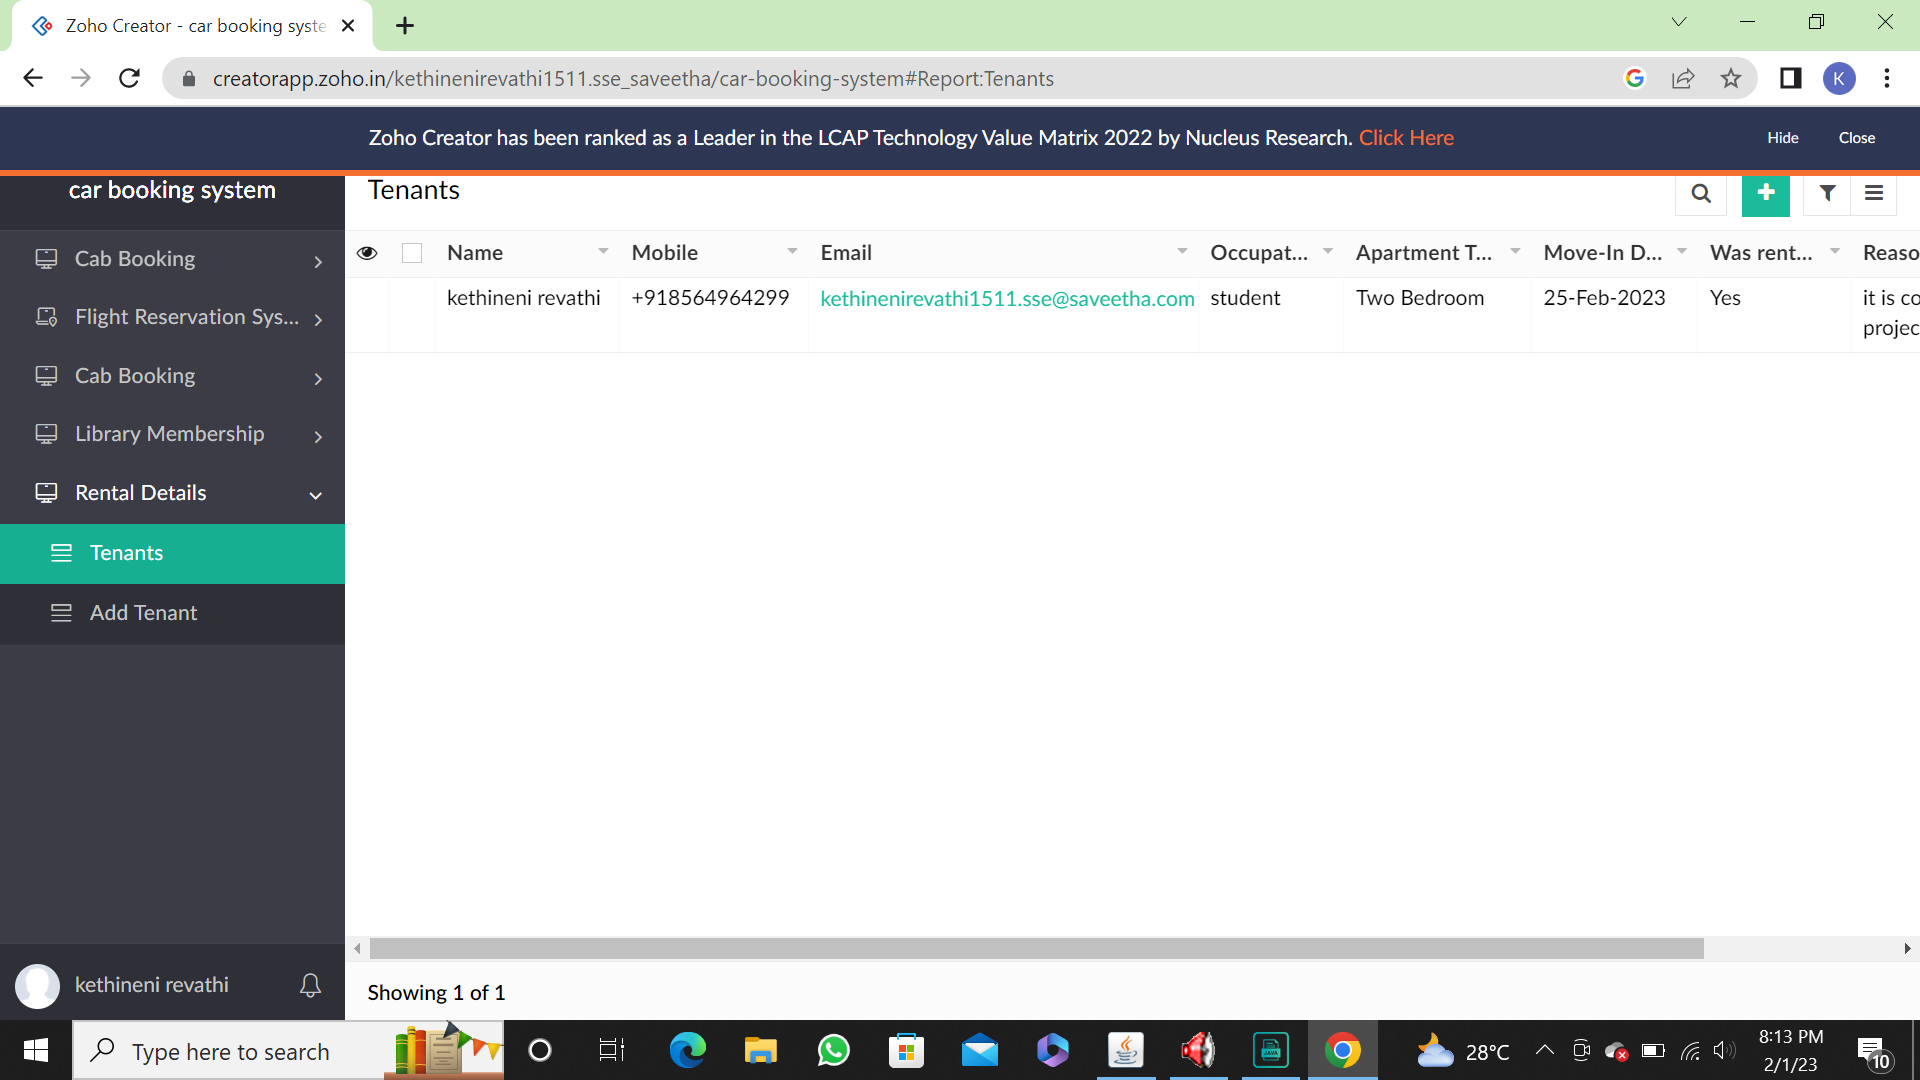 Zoho Creator - car booking syste
creatorapp.zoho.in/kethinenirevathi1511.sse_saveetha/car-booking-system#Report:Tenants
K
Zoho Creator has been ranked as a Leader in the LCAP Technology Value Matrix 2022 by Nucleus Research. Click Here
Hide
Close
car booking system
Cab Booking
Flight Reservation Sys...
Cab Booking
Library Membership
Rental Details
Tenants
Add Tenant
kethineni revathi
Tenants
Name Mobile Email Occupat... Apartment T... Move-In D... Was rent... Reaso
kethineni revathi +918564964299 kethinenirevathi1511.sse@saveetha.com student Two Bedroom 25-Feb-2023 Yes it is co
projec
Showing 1 of 1
Type here to search
JAVA
28°C
8:13 PM
2/1/23
10